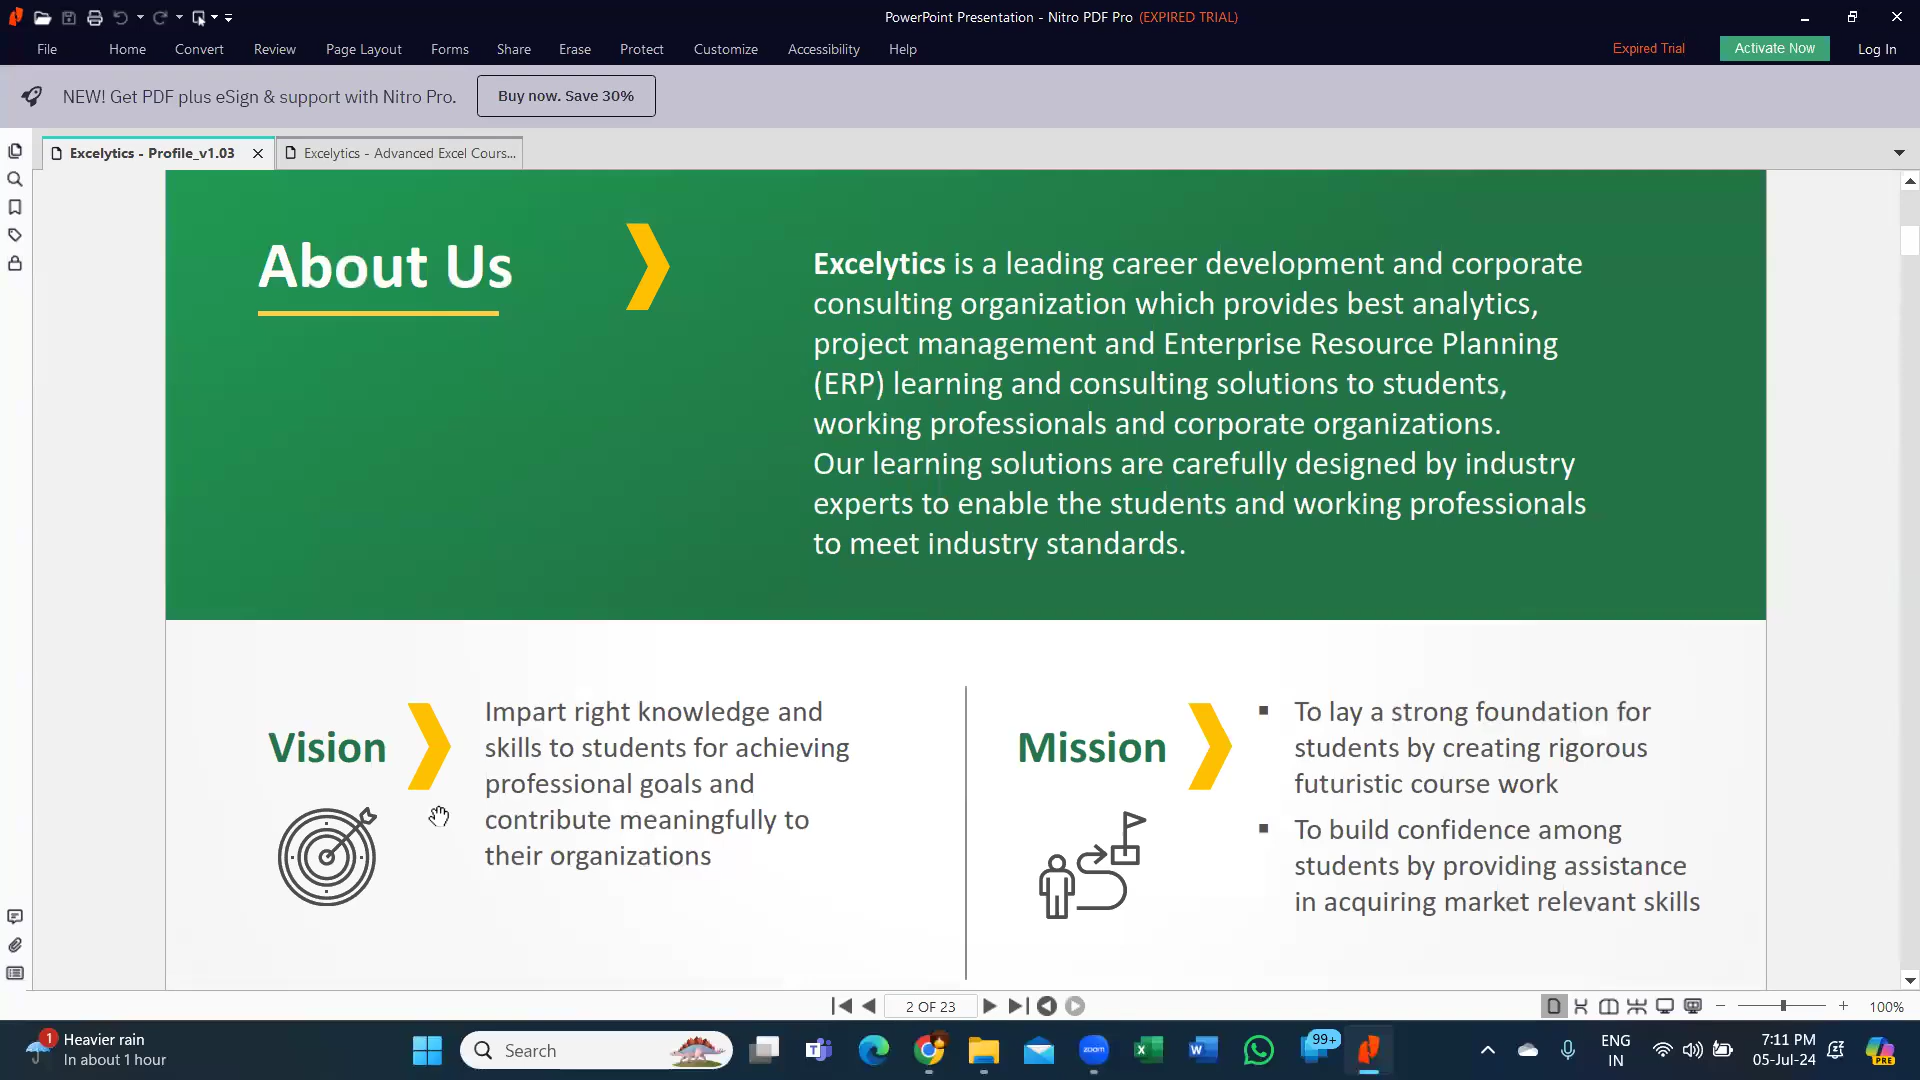 PowerPoint Presentation - Nitro PDF Pro (EXPIRED TRIAL)
File Home Convert Review Page Layout Forms Share Erase Protect Customize Accessibility Help Expired Trial Activate Now Log In
NEW! Get PDF plus eSign & support with Nitro Pro. Buy now. Save 30%
Excelytics - Profile_v1.03 Excelytics - Advanced Excel Cours...
About Us
Excelytics is a leading career development and corporate
consulting organization which provides best analytics,
project management and Enterprise Resource Planning
(ERP) learning and consulting solutions to students,
working professionals and corporate organizations.
Our learning solutions are carefully designed by industry
experts to enable the students and working professionals
to meet industry standards.
Vision
Impart right knowledge and
skills to students for achieving
professional goals and
contribute meaningfully to
their organizations
Mission
▪ To lay a strong foundation for
students by creating rigorous
futuristic course work
▪ To build confidence among
students by providing assistance
in acquiring market relevant skills
2 OF 23
100%
1
Heavier rain
In about 1 hour
Search
zoom
99+
ENG
IN
7:11 PM
05-Jul-24
PRE